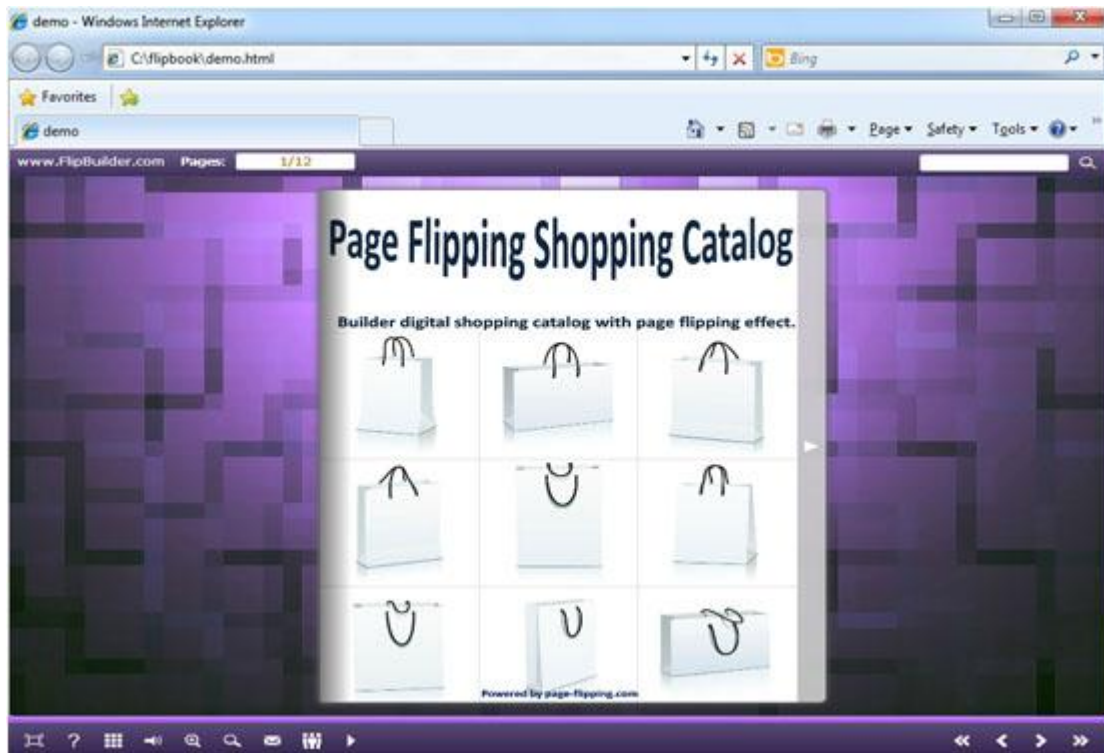 demo - Windows Internet Explorer
C:\flipbook\demo.html
Bing
Favorites
demo
Page Safety Tools
www.FlipBuilder.com Pages: 1/12
Page Flipping Shopping Catalog
Builder digital shopping catalog with page flipping effect.
Powered by page-flipping.com